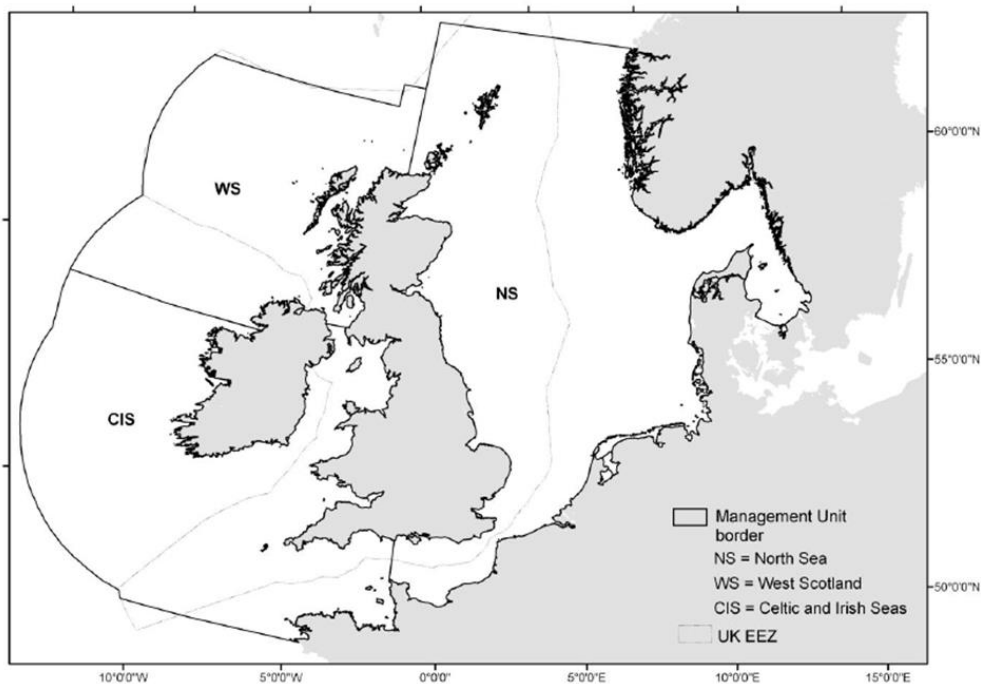 WS
NS
CIS
60°0'0"N
55°0'0"N
50°0'0"N
Management Unit
border
NS = North Sea
WS = West Scotland
CIS = Celtic and Irish Seas
UK EEZ
10°0'0"W
5°0'0"W
0°0'0"
5°0'0"E
10°0'0"E
15°0'0"E